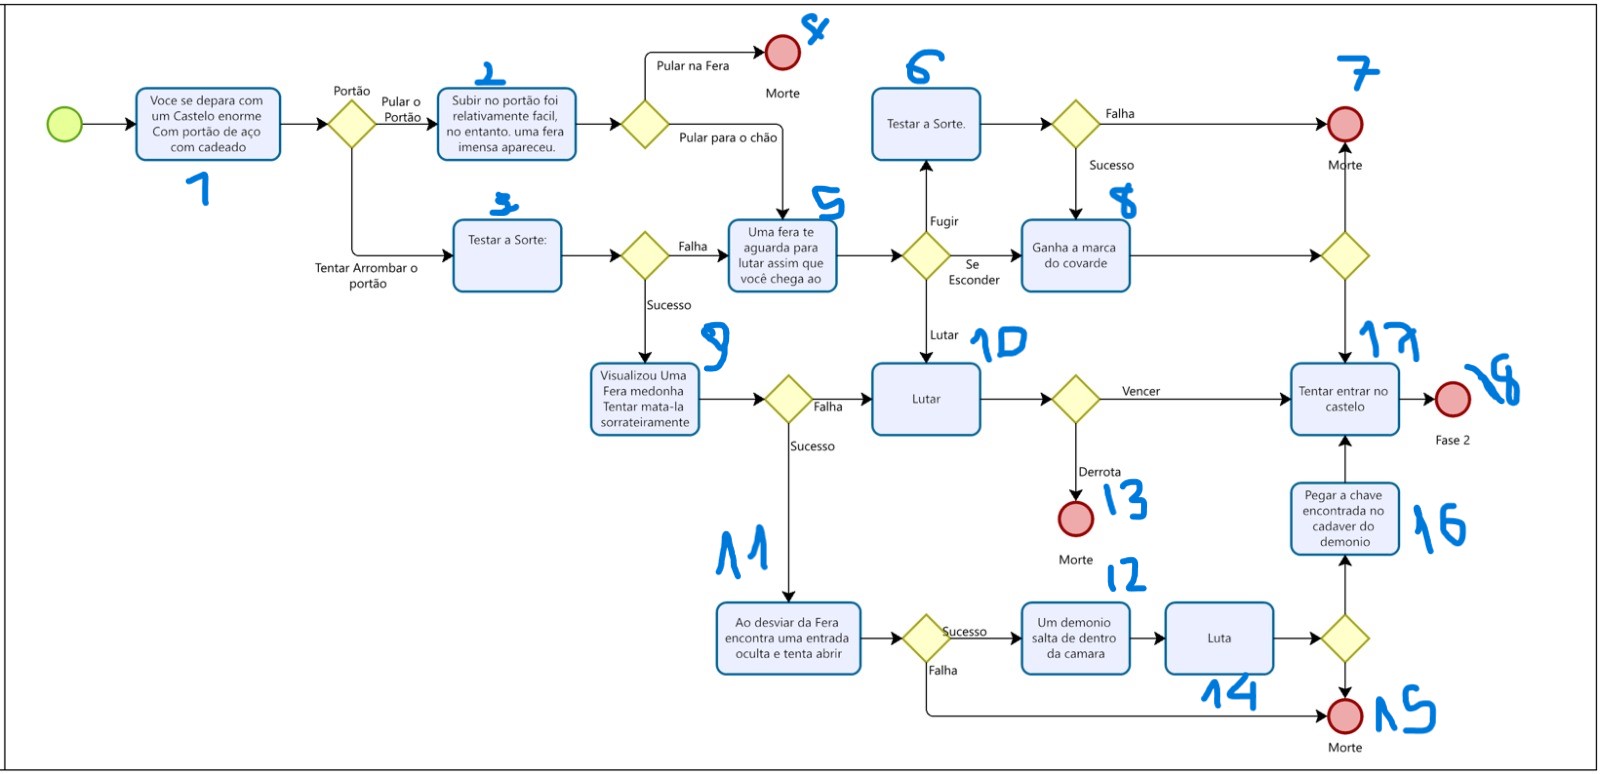 4
Pular na Fera
Morte
2
6
7
Portão
Voce se depara com
um Castelo enorme
Com portão de aço
com cadeado
Pular o
Portão
Subir no portão foi
relativamente facil,
no entanto. uma fera
imensa apareceu.
Pular para o chão
Testar a Sorte.
Falha
Sucesso
Morte
1
3
5
8
Tentar Arrombar o
portão
Testar a Sorte:
Falha
Sucesso
Uma fera te
aguarda para
lutar assim que
você chega ao
Fugir
Se
Esconder
Lutar
Ganha a marca
do covarde
9
10
17
18
Visualizou Uma
Fera medonha
Tentar mata-la
sorrateiramente
Falha
Sucesso
Lutar
Vencer
Derrota
Tentar entrar no
castelo
Fase 2
13
Morte
Pegar a chave
encontrada no
cadaver do
demonio
16
11
12
Ao desviar da Fera
encontra uma entrada
oculta e tenta abrir
Sucesso
Falha
Um demonio
salta de dentro
da camara
Luta
14
15
Morte